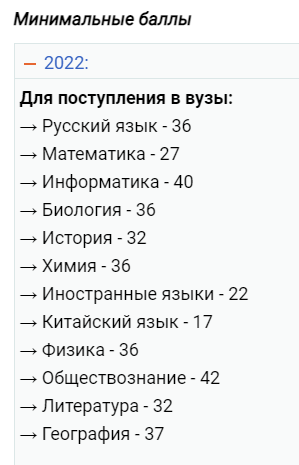 Минимальные баллы
– 2022:
Для поступления в вузы:
→ Русский язык - 36
→ Математика - 27
→ Информатика - 40
→ Биология - 36
→ История - 32
→ Химия - 36
→ Иностранные языки - 22
→ Китайский язык - 17
→ Физика - 36
→ Обществознание - 42
→ Литература - 32
→ География - 37